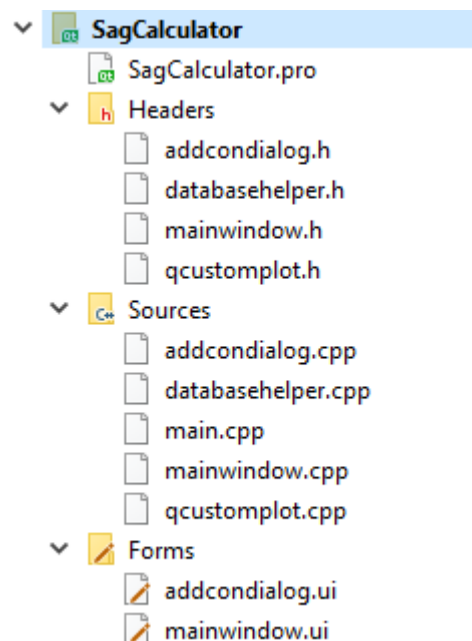 SagCalculator
SagCalculator.pro
Headers
addcondialog.h
databasehelper.h
mainwindow.h
qcustomplot.h
Sources
addcondialog.cpp
databasehelper.cpp
main.cpp
mainwindow.cpp
qcustomplot.cpp
Forms
addcondialog.ui
mainwindow.ui